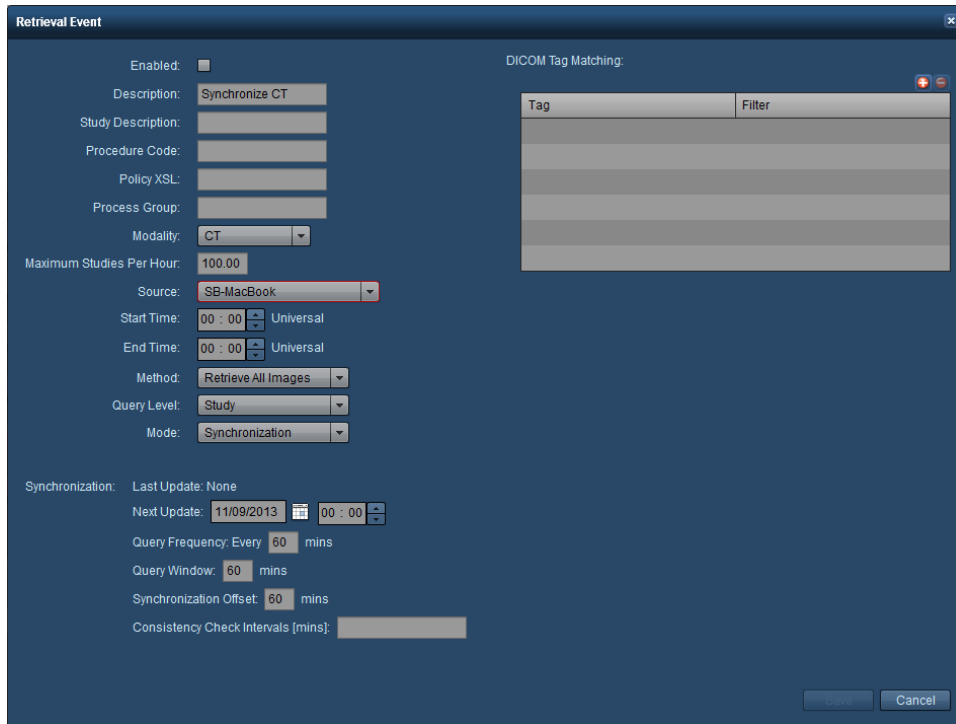 Retrieval Event
Enabled:
Description: Synchronize CT
Study Description:
Procedure Code:
Policy XSL:
Process Group:
Modality: CT
Maximum Studies Per Hour: 100.00
Source: SB-MacBook
Start Time: 00 : 00 Universal
End Time: 00 : 00 Universal
Method: Retrieve All Images
Query Level: Study
Mode: Synchronization
Synchronization: Last Update: None
Next Update: 11/09/2013 00 : 00
Query Frequency: Every 60 mins
Query Window: 60 mins
Synchronization Offset: 60 mins
Consistency Check Intervals [mins]:
DICOM Tag Matching:
Tag Filter
Save Cancel